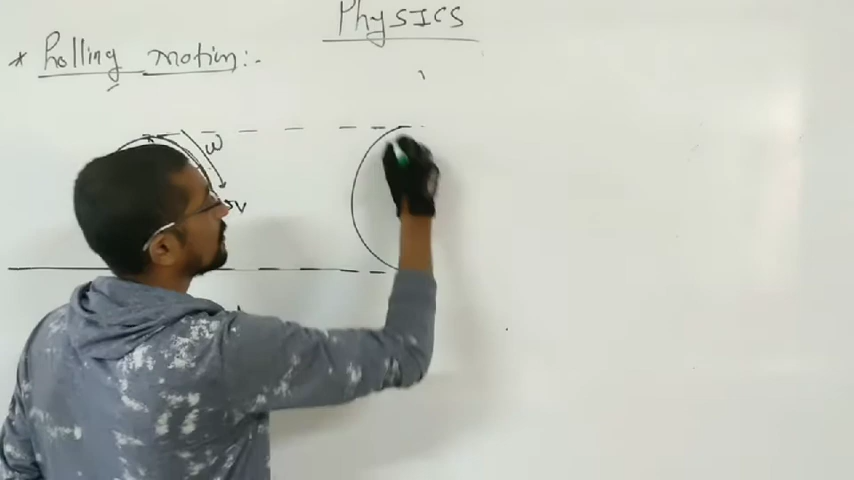 Physics
* Rolling motion:-
ω
v